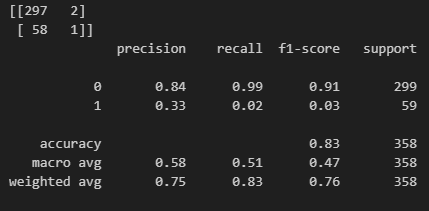 [[297 2]
[ 58 1]]
precision recall f1-score support
0 0.84 0.99 0.91 299
1 0.33 0.02 0.03 59
accuracy 0.83 358
macro avg 0.58 0.51 0.47 358
weighted avg 0.75 0.83 0.76 358